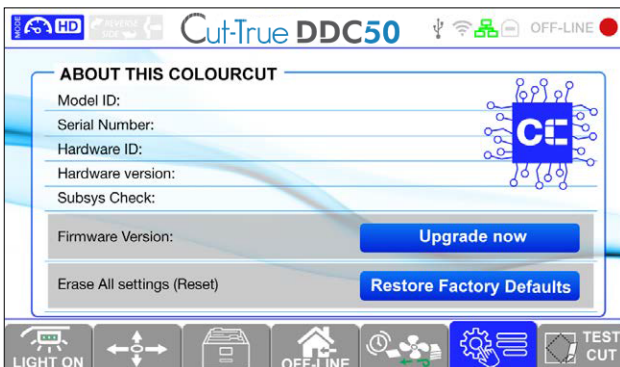 MODE HD REVERSE SIDE Cut-True DDC50 OFF-LINE
ABOUT THIS COLOURCUT
Model ID:
Serial Number:
Hardware ID:
Hardware version:
Subsys Check:
Firmware Version: Upgrade now
Erase All settings (Reset) Restore Factory Defaults
LIGHT ON OFF-LINE TEST CUT